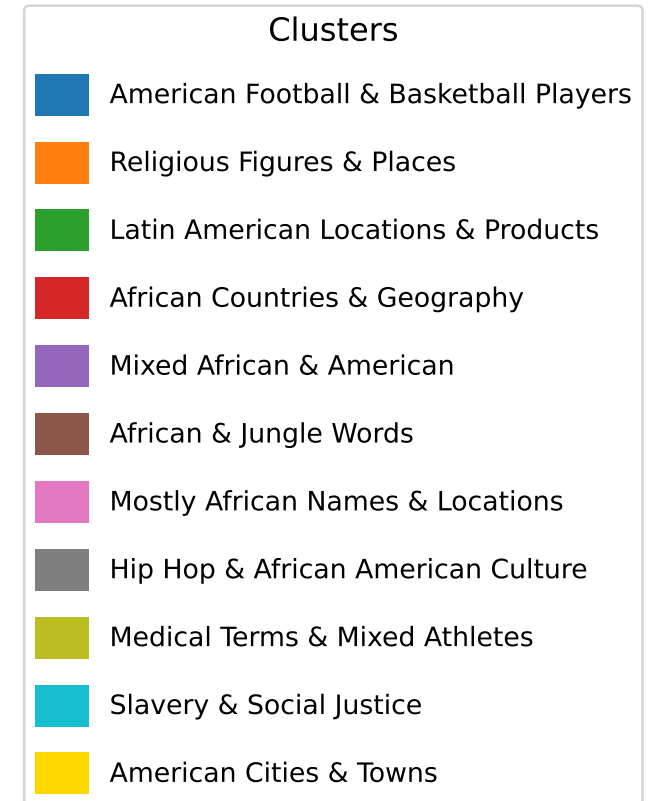 Clusters
American Football & Basketball Players
Religious Figures & Places
Latin American Locations & Products
African Countries & Geography
Mixed African & American
African & Jungle Words
Mostly African Names & Locations
Hip Hop & African American Culture
Medical Terms & Mixed Athletes
Slavery & Social Justice
American Cities & Towns